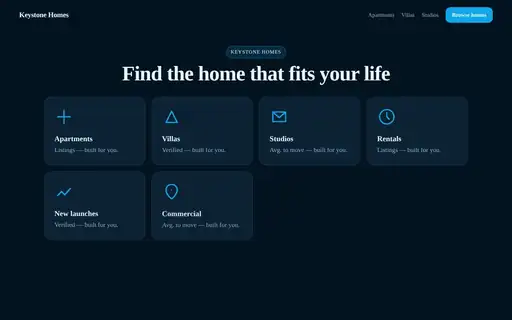 Keystone Homes
Apartments Villas Studios Browse homes
KEYSTONE HOMES
Find the home that fits your life
Apartments
Listings — built for you.
Villas
Verified — built for you.
Studios
Avg. to move — built for you.
Rentals
Listings — built for you.
New launches
Verified — built for you.
Commercial
Avg. to move — built for you.